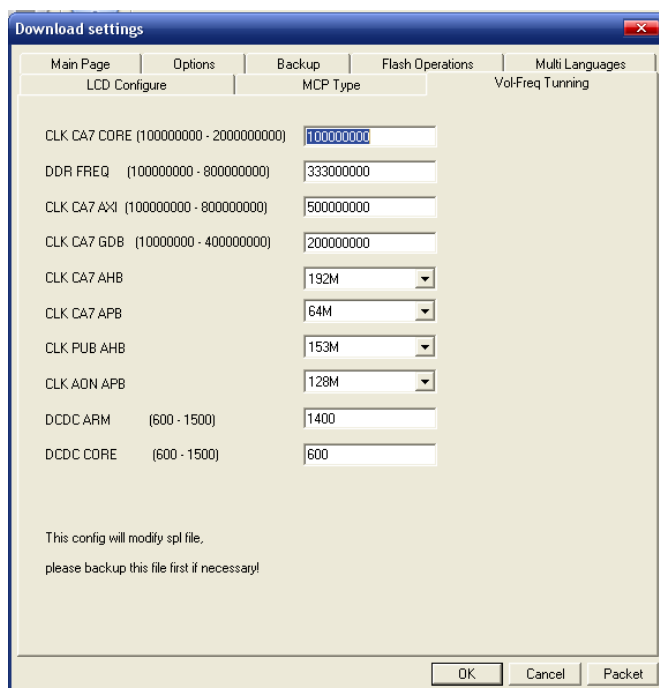 Download settings
Main Page Options Backup Flash Operations Multi Languages
LCD Configure MCP Type Vol-Freq Tunning
CLK CA7 CORE (100000000 - 2000000000) 100000000
DDR FREQ (100000000 - 800000000) 333000000
CLK CA7 AXI (100000000 - 800000000) 500000000
CLK CA7 GDB (10000000 - 400000000) 200000000
CLK CA7 AHB 192M
CLK CA7 APB 64M
CLK PUB AHB 153M
CLK AON APB 128M
DCDC ARM (600 - 1500) 1400
DCDC CORE (600 - 1500) 600
This config will modify spl file,
please backup this file first if necessary!
OK Cancel Packet